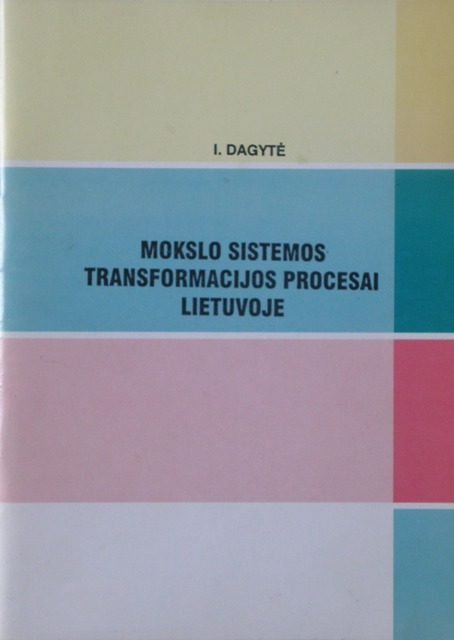 I. DAGYTĖ
MOKSLO SISTEMOS
TRANSFORMACIJOS PROCESAI
LIETUVOJE